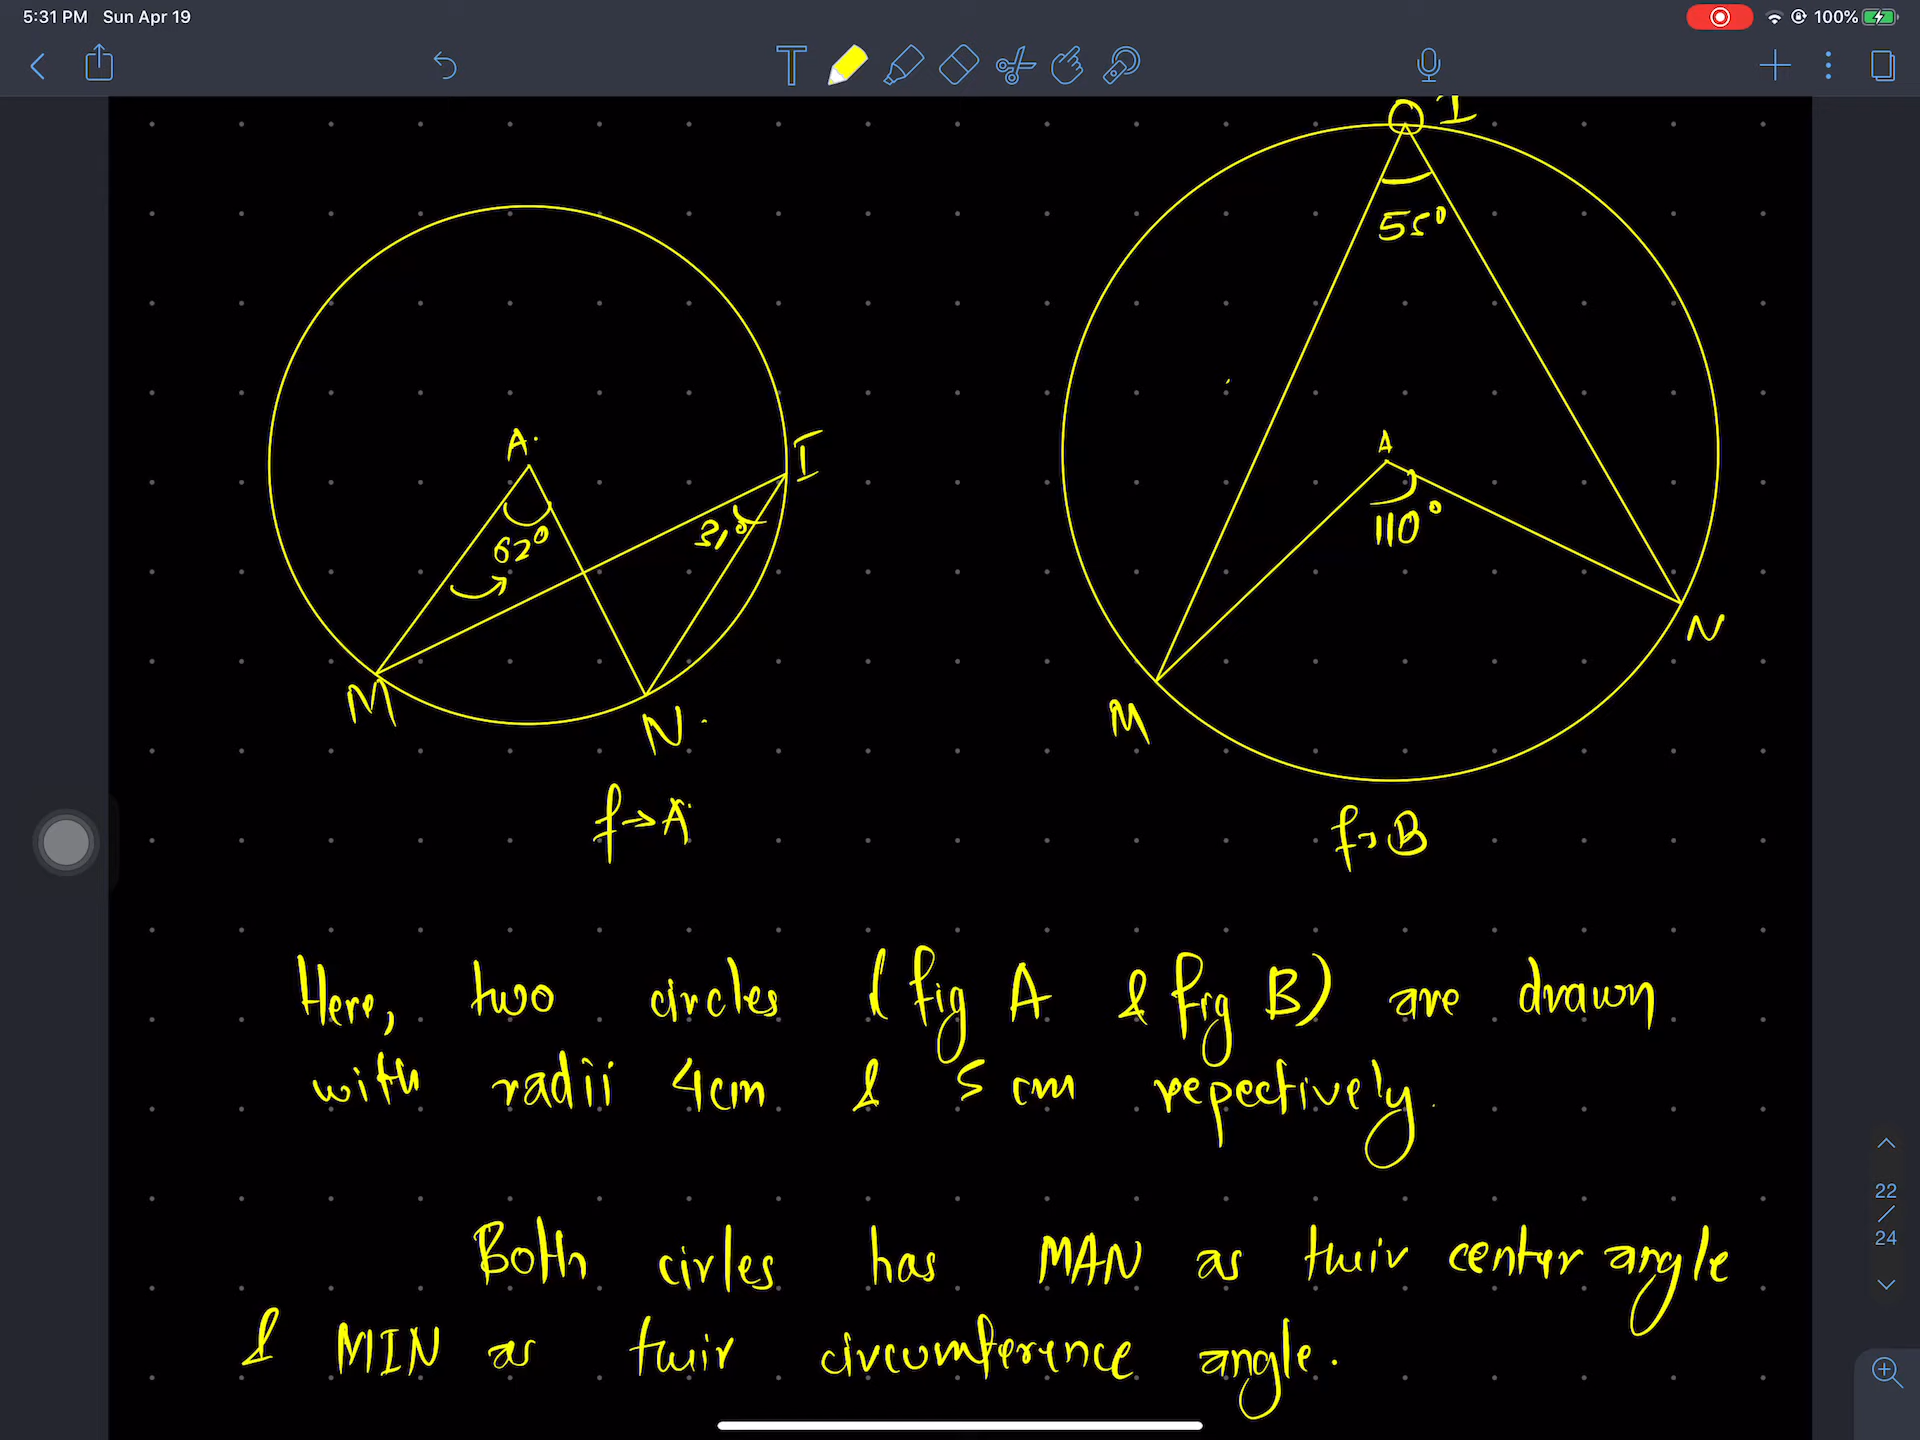 5:31 PM Sun Apr 19
100%
I
55°
A
I
A
62°
31°
110°
N
M
N
M
f→A
f→B
Here, two circles (fig A & fig B) are drawn
with radii 4cm & 5 cm repectively.
Both cirles has MAN as their center angle
& MIN as their circumference angle.
22
/
24